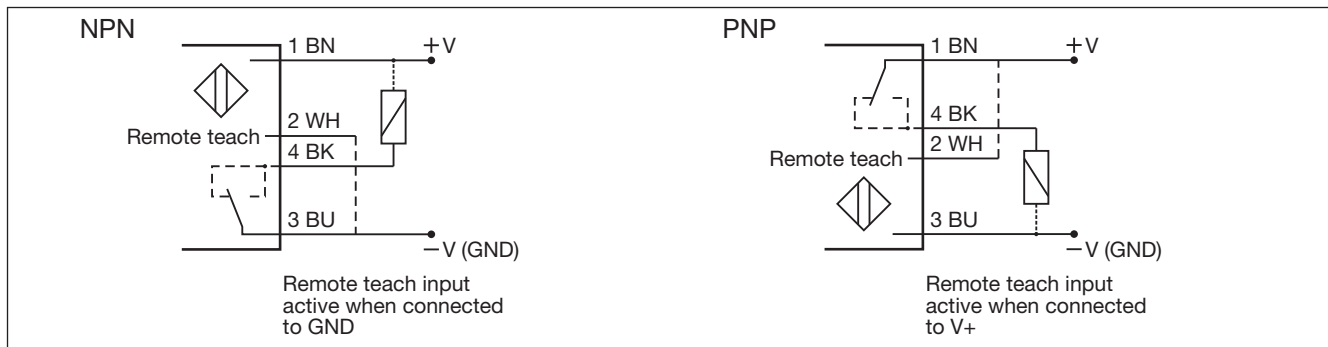 NPN
1 BN
+V
2 WH
Remote teach
4 BK
3 BU
–V (GND)
Remote teach input
active when connected
to GND
PNP
1 BN
+V
4 BK
2 WH
Remote teach
3 BU
–V (GND)
Remote teach input
active when connected
to V+